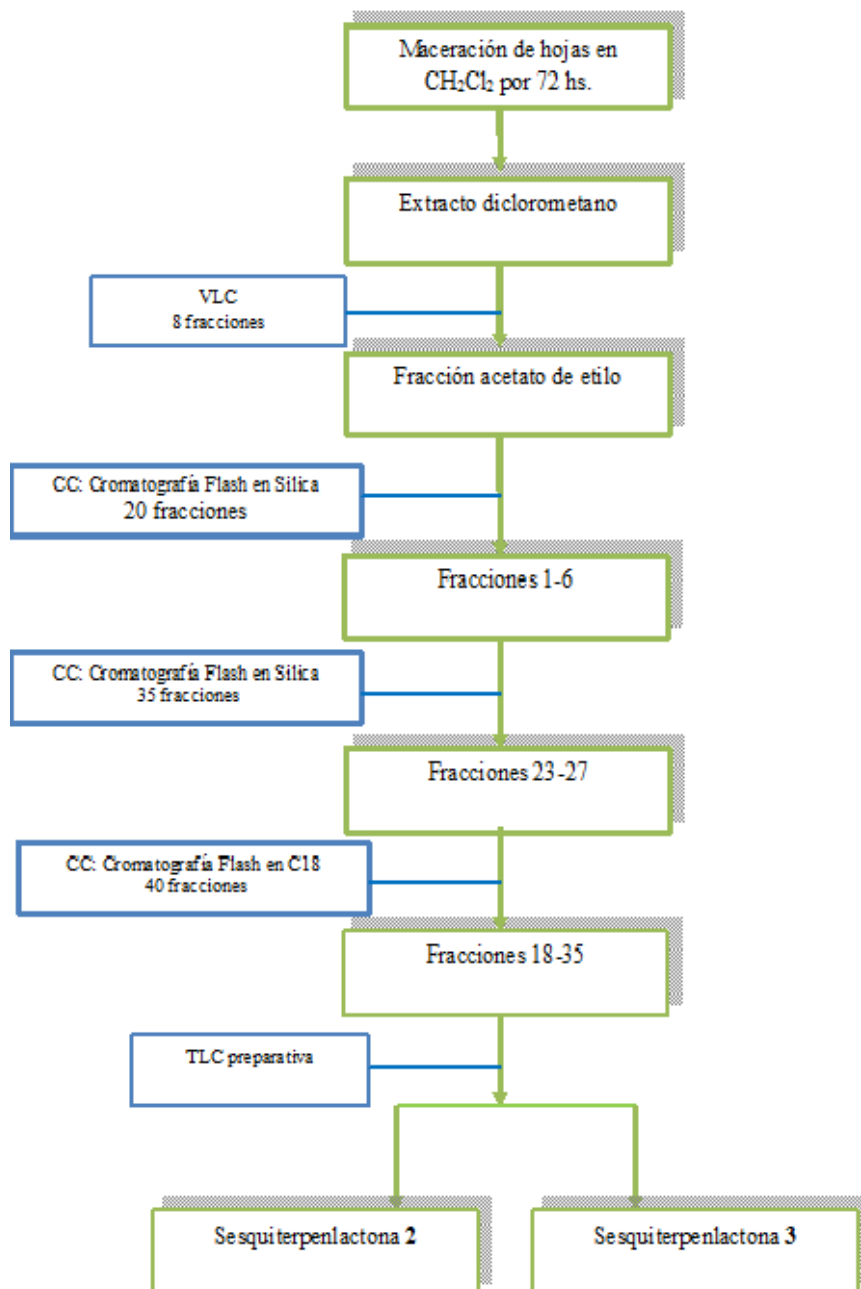 Maceración de hojas en
CH₂Cl₂ por 72 hs.
Extracto diclorometano
VLC
8 fracciones
Fracción acetato de etilo
CC: Cromatografía Flash en Silica
20 fracciones
Fracciones 1-6
CC: Cromatografía Flash en Silica
35 fracciones
Fracciones 23-27
CC: Cromatografía Flash en C18
40 fracciones
Fracciones 18-35
TLC preparativa
Sesquiterpenlactona 2
Sesquiterpenlactona 3